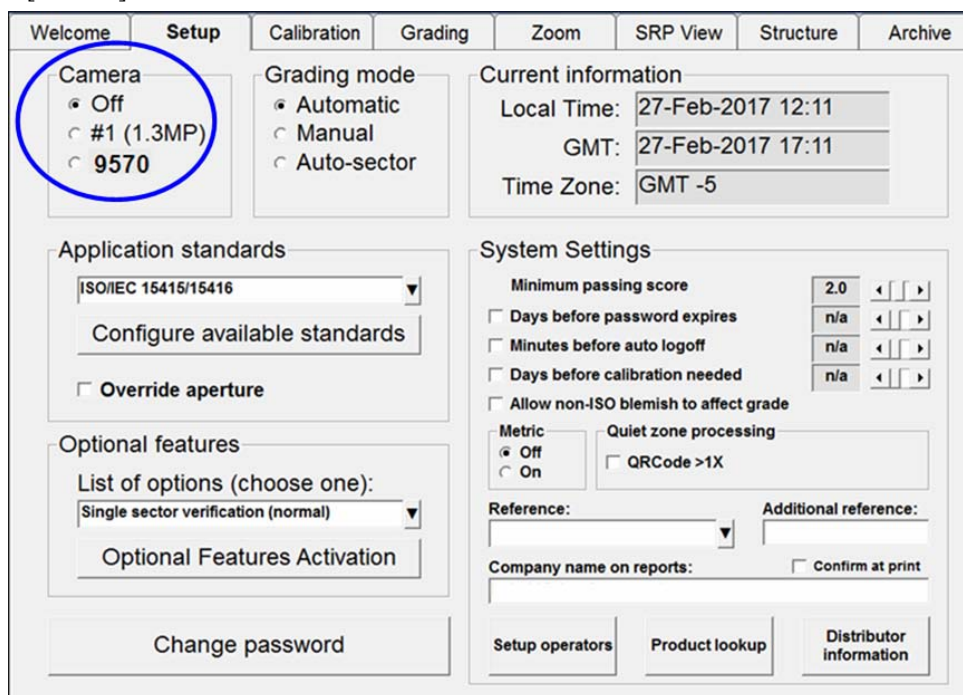 Welcome
Setup
Calibration
Grading
Zoom
SRP View
Structure
Archive
Camera
Off
#1 (1.3MP)
9570
Grading mode
Automatic
Manual
Auto-sector
Current information
Local Time: 27-Feb-2017 12:11
GMT: 27-Feb-2017 17:11
Time Zone: GMT -5
Application standards
ISO/IEC 15415/15416
Configure available standards
Override aperture
Optional features
List of options (choose one):
Single sector verification (normal)
Optional Features Activation
Change password
System Settings
Minimum passing score 2.0
Days before password expires n/a
Minutes before auto logoff n/a
Days before calibration needed n/a
Allow non-ISO blemish to affect grade
Metric
Off
On
Quiet zone processing
QRCode >1X
Reference:
Additional reference:
Company name on reports:
Confirm at print
Setup operators
Product lookup
Distributor
information